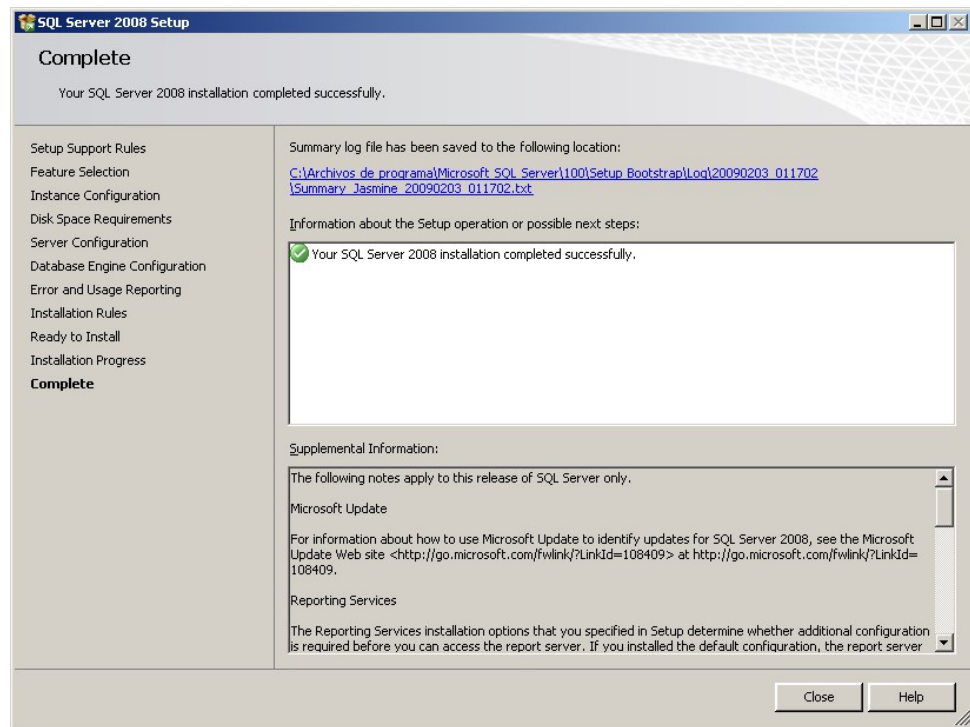 SQL Server 2008 Setup
Complete
Your SQL Server 2008 installation completed successfully.
Setup Support Rules
Feature Selection
Instance Configuration
Disk Space Requirements
Server Configuration
Database Engine Configuration
Error and Usage Reporting
Installation Rules
Ready to Install
Installation Progress
Complete
Summary log file has been saved to the following location:
C:\Archivos de programa\Microsoft SQL Server\100\Setup Bootstrap\Log\20090203_011702
\Summary_Jasmine_20090203_011702.txt
Information about the Setup operation or possible next steps:
Your SQL Server 2008 installation completed successfully.
Supplemental Information:
The following notes apply to this release of SQL Server only.
Microsoft Update
For information about how to use Microsoft Update to identify updates for SQL Server 2008, see the Microsoft
Update Web site <http://go.microsoft.com/fwlink/?LinkId=108409> at http://go.microsoft.com/fwlink/?LinkId=
108409.
Reporting Services
The Reporting Services installation options that you specified in Setup determine whether additional configuration
is required before you can access the report server. If you installed the default configuration, the report server
Close
Help